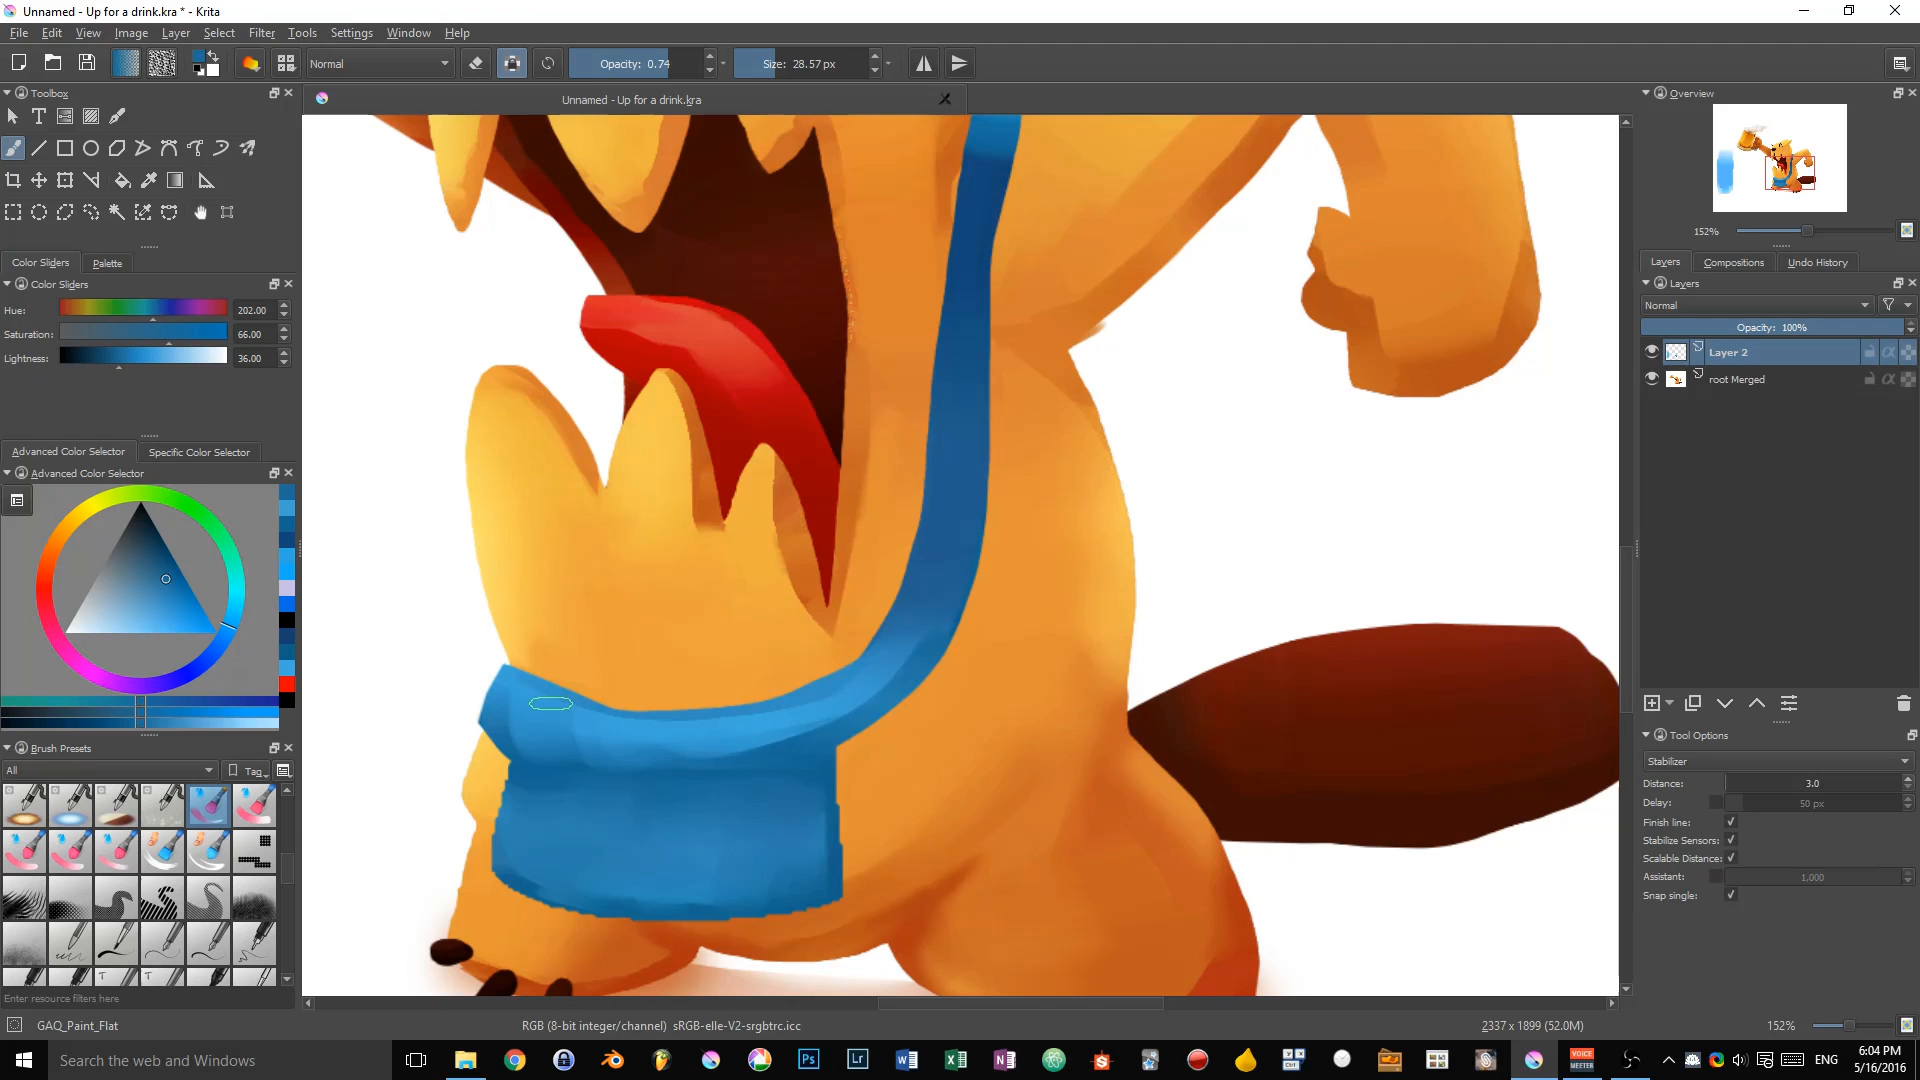 Unnamed - Up for a drink.kra * - Krita
File Edit View Image Layer Select Filter Tools Settings Window Help
Normal Opacity: 0.74 Size: 28.57 px
Toolbox
Unnamed - Up for a drink.kra
Overview
152%
Color Sliders Palette
Color Sliders
Hue: 202.00
Saturation: 66.00
Lightness: 36.00
Layers Compositions Undo History
Layers
Normal
Opacity: 100%
Layer 2
root Merged
Advanced Color Selector Specific Color Selector
Advanced Color Selector
Brush Presets
All Tag
Tool Options
Stabilizer
Distance: 3.0
Delay: 50 px
Finish line:
Stabilize Sensors:
Scalable Distance:
Assistant: 1,000
Snap single:
Enter resource filters here
GAQ_Paint_Flat RGB (8-bit integer/channel) sRGB-elle-V2-srgbtrc.icc 2337 x 1899 (52.0M) 152%
Search the web and Windows
Ps Lr
VOICE MEETER
ENG
6:04 PM
5/16/2016